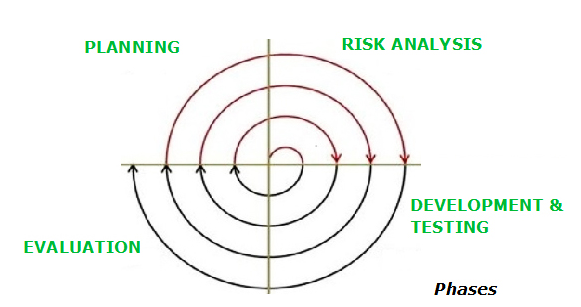 PLANNING
RISK ANALYSIS
DEVELOPMENT &
TESTING
EVALUATION
Phases